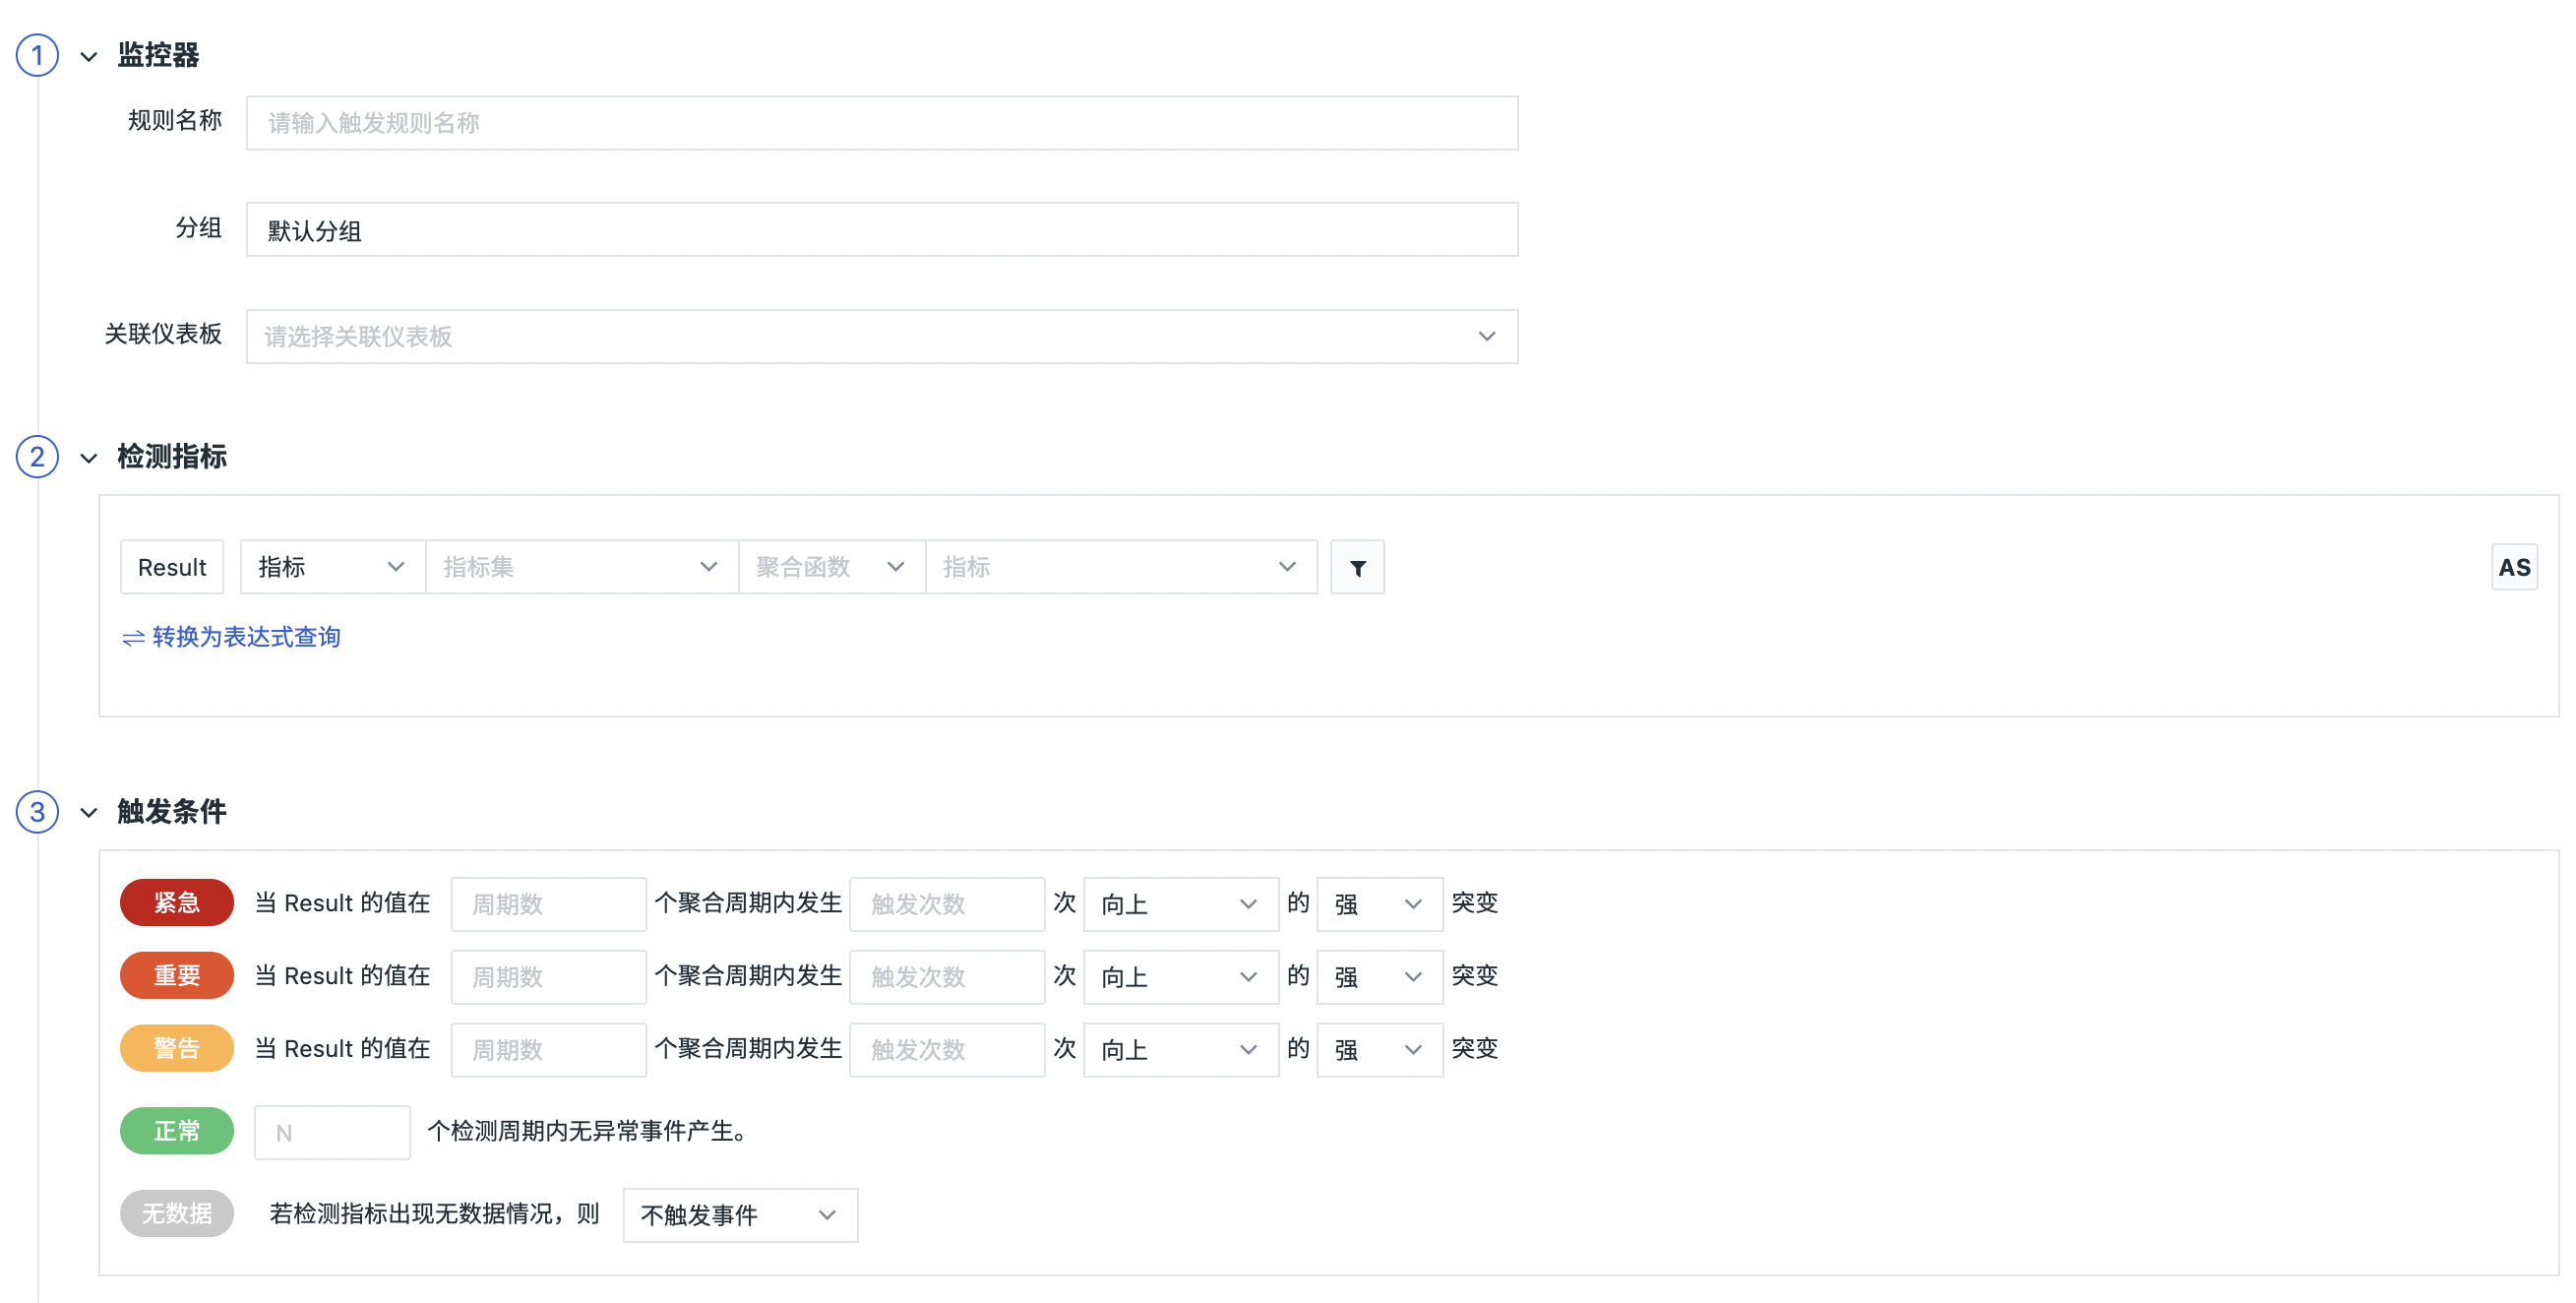 1 监控器
规则名称 请输入触发规则名称
分组 默认分组
关联仪表板 请选择关联仪表板
2 检测指标
Result 指标 指标集 聚合函数 指标 AS
转换为表达式查询
3 触发条件
紧急 当 Result 的值在 周期数 个聚合周期内发生 触发次数 次 向上 的 强 突变
重要 当 Result 的值在 周期数 个聚合周期内发生 触发次数 次 向上 的 强 突变
警告 当 Result 的值在 周期数 个聚合周期内发生 触发次数 次 向上 的 强 突变
正常 N 个检测周期内无异常事件产生。
无数据 若检测指标出现无数据情况，则 不触发事件